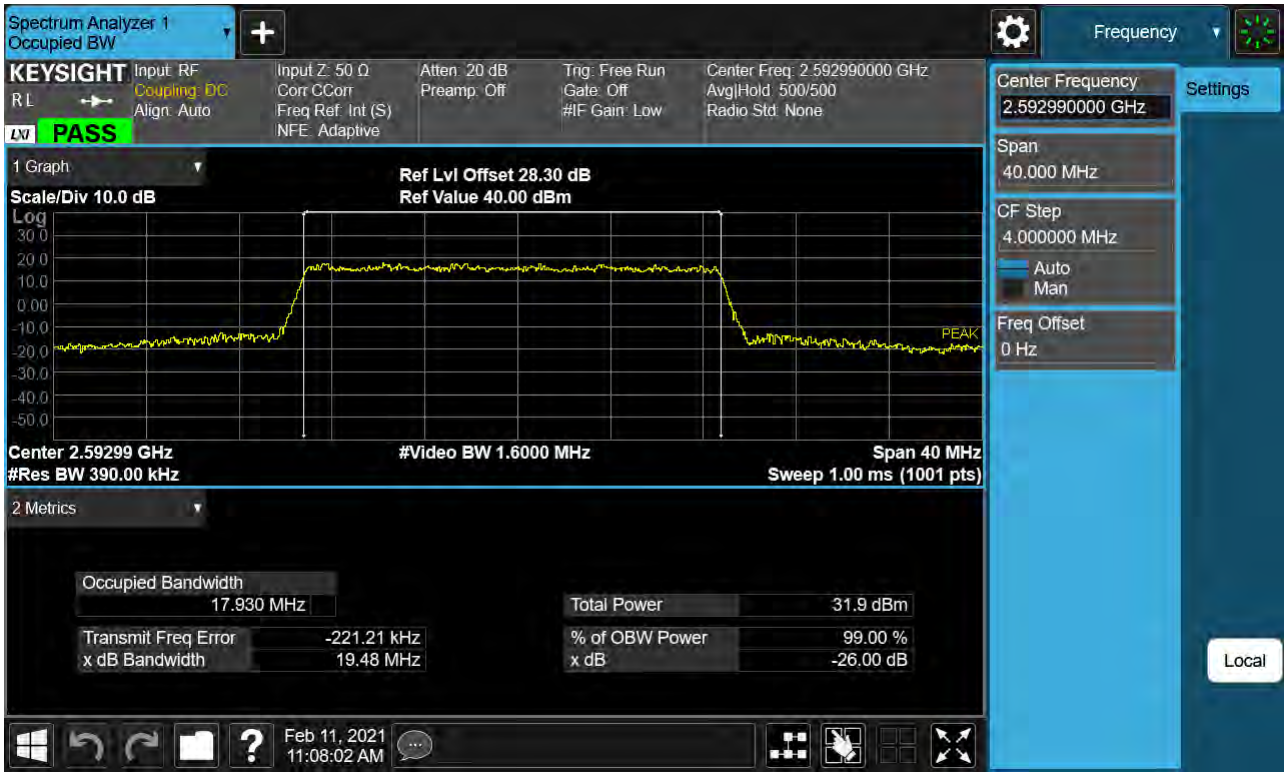 Spectrum Analyzer 1
Occupied BW
+
Frequency
KEYSIGHT
RL
LXI
PASS
Input: RF
Coupling: DC
Align: Auto
Input Z: 50 Ω
Corr CCorr
Freq Ref: Int (S)
NFE: Adaptive
Atten: 20 dB
Preamp: Off
Trig: Free Run
Gate: Off
#IF Gain: Low
Center Freq: 2.592990000 GHz
Avg|Hold: 500/500
Radio Std: None
1 Graph
Scale/Div 10.0 dB
Ref Lvl Offset 28.30 dB
Ref Value 40.00 dBm
Log
30.0
20.0
10.0
0.00
-10.0
-20.0
-30.0
-40.0
-50.0
PEAK
Center 2.59299 GHz
#Video BW 1.6000 MHz
Span 40 MHz
#Res BW 390.00 kHz
Sweep 1.00 ms (1001 pts)
2 Metrics
Occupied Bandwidth
17.930 MHz
Total Power 31.9 dBm
Transmit Freq Error -221.21 kHz
% of OBW Power 99.00 %
x dB Bandwidth 19.48 MHz
x dB -26.00 dB
Center Frequency
2.592990000 GHz
Settings
Span
40.000 MHz
CF Step
4.000000 MHz
Auto
Man
Freq Offset
0 Hz
Local
?
Feb 11, 2021
11:08:02 AM